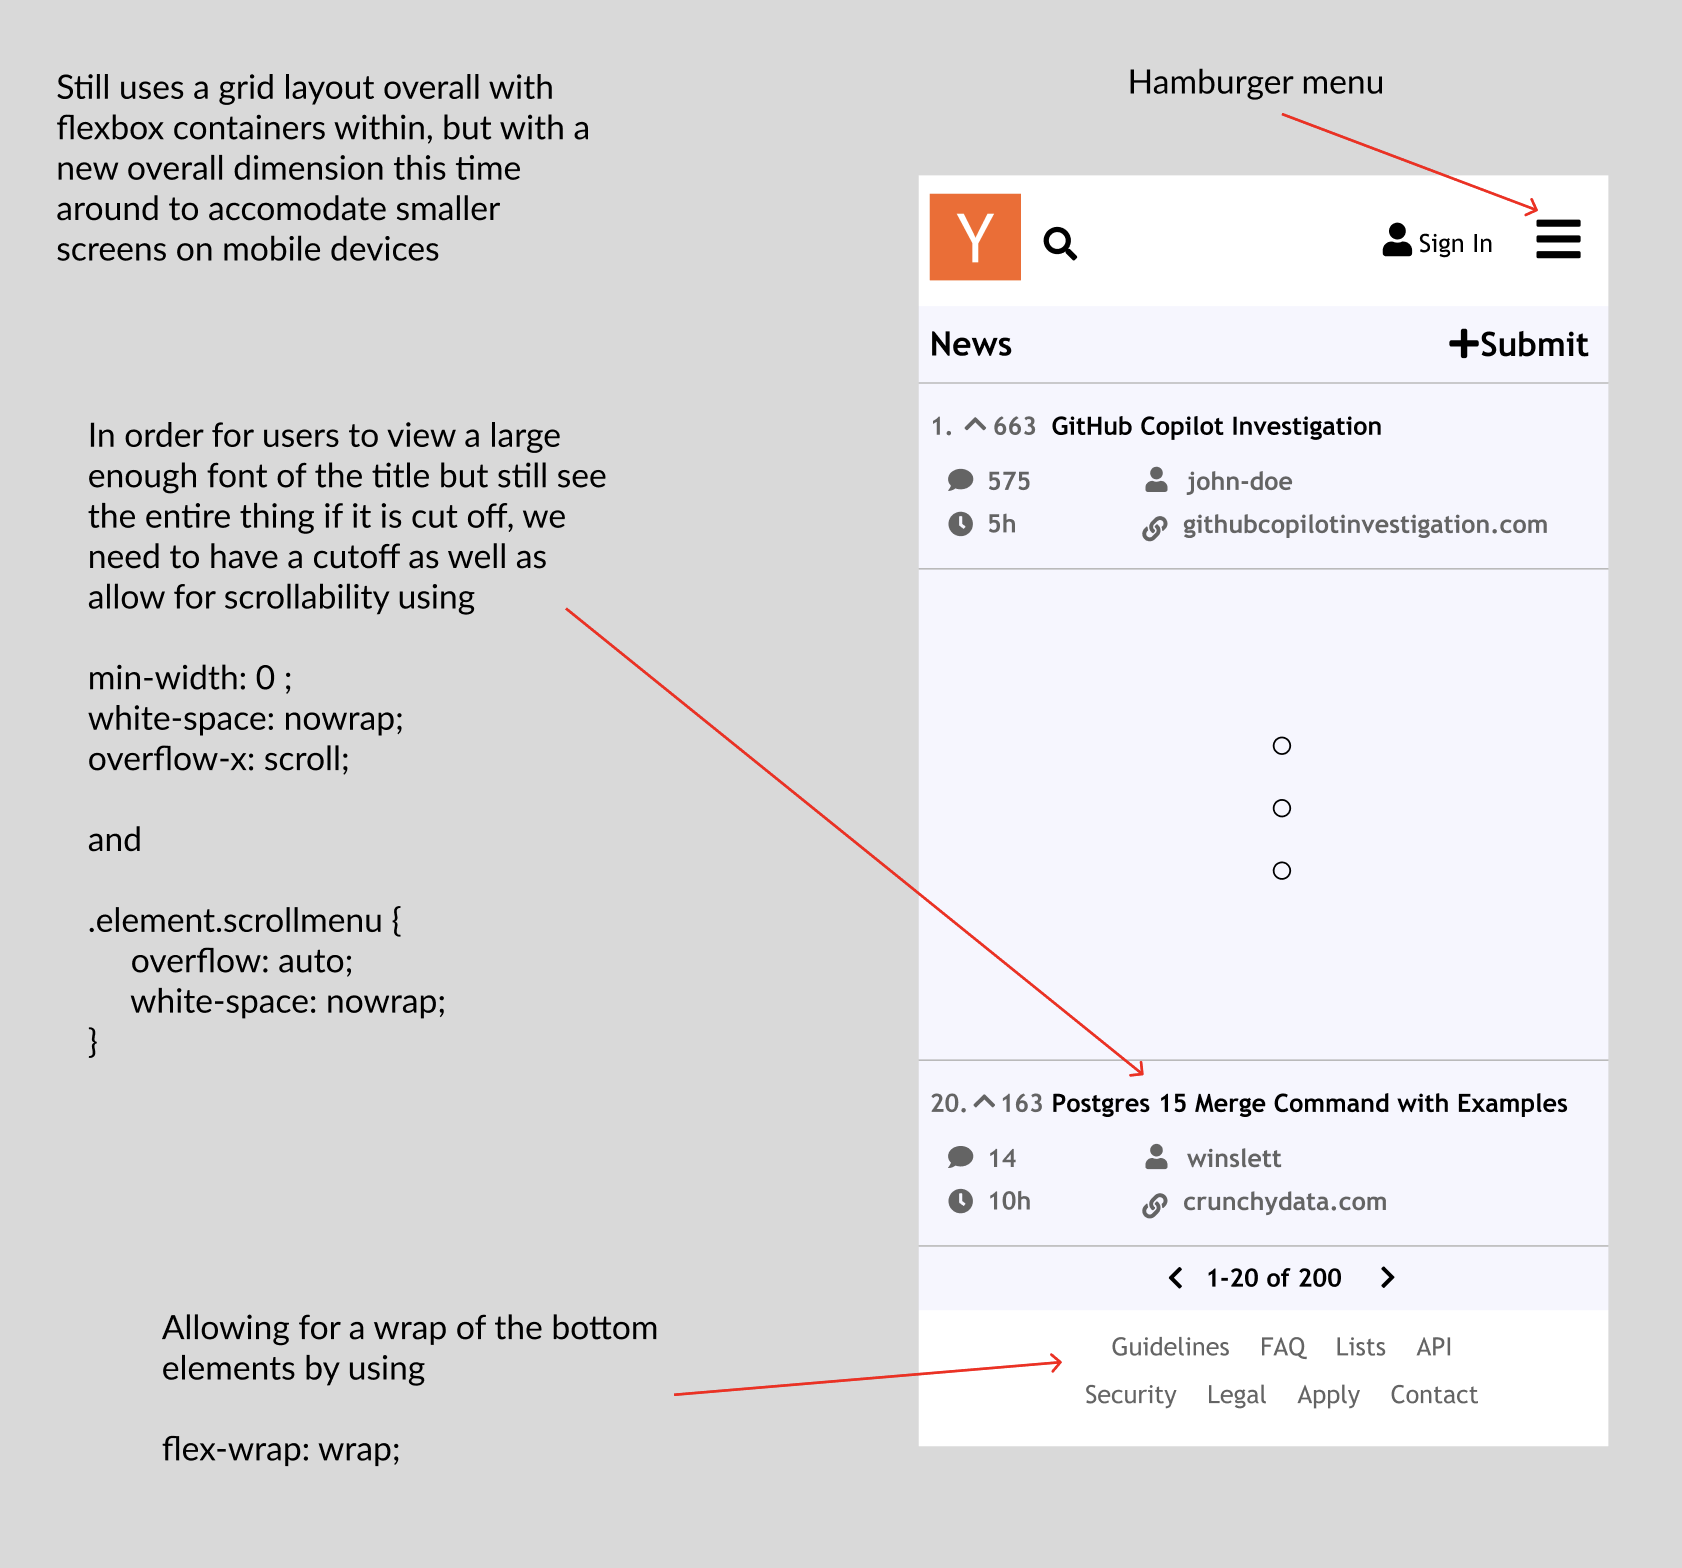 Still uses a grid layout overall with
flexbox containers within, but with a
new overall dimension this time
around to accomodate smaller
screens on mobile devices
Hamburger menu
Y
Sign In
News
Submit
In order for users to view a large
enough font of the title but still see
the entire thing if it is cut off, we
need to have a cutoff as well as
allow for scrollability using
min-width: 0 ;
white-space: nowrap;
overflow-x: scroll;
and
.element.scrollmenu {
overflow: auto;
white-space: nowrap;
}
1. 663 GitHub Copilot Investigation
575 john-doe
5h githubcopilotinvestigation.com
20. 163 Postgres 15 Merge Command with Examples
14 winslett
10h crunchydata.com
1-20 of 200
Allowing for a wrap of the bottom
elements by using
flex-wrap: wrap;
Guidelines FAQ Lists API
Security Legal Apply Contact